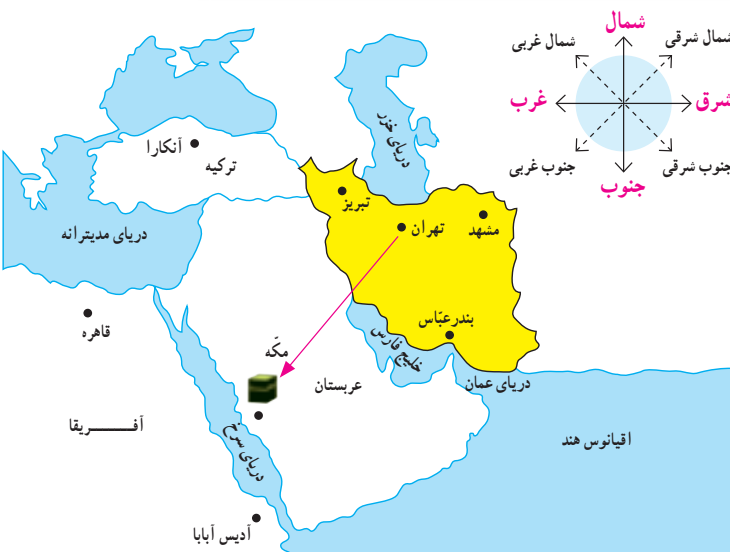 شمال
شمال شرقی
شمال غربی
شرق
غرب
جنوب شرقی
جنوب غربی
جنوب
دریای خزر
آنکارا
ترکیه
تبریز
تهران
مشهد
دریای مدیترانه
قاهره
بندرعبّاس
خلیج فارس
مکّه
عربستان
دریای عمان
آفـــــریقا
دریای سرخ
اقیانوس هند
آدیس آبابا